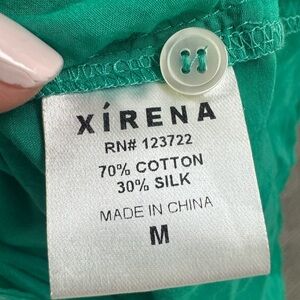 XíRENA
RN# 123722
70% COTTON
30% SILK
MADE IN CHINA
M